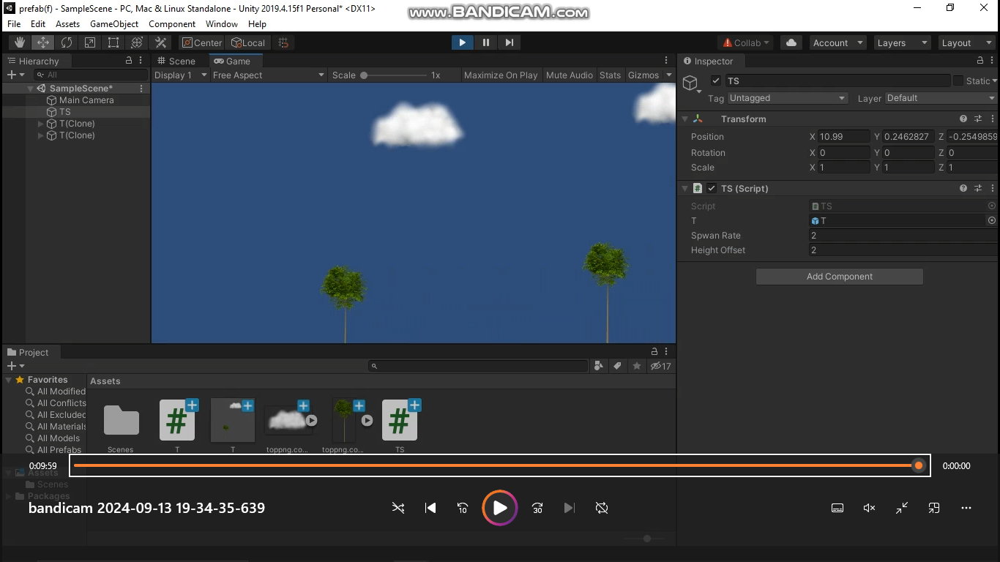 prefab(f) - SampleScene - PC, Mac & Linux Standalone - Unity 2019.4.15f1 Personal* <DX11>
www.BANDICAM.com
File Edit Assets GameObject Component Window Help
Center Local Collab Account Layers Layout
Hierarchy Scene Game Inspector
All Display 1 Free Aspect Scale 1x Maximize On Play Mute Audio Stats Gizmos TS Static
SampleScene*
Main Camera
TS
T(Clone)
T(Clone)
Tag Untagged Layer Default
Transform
Position X 10.99 Y 0.2462827 Z -0.2549859
Rotation X 0 Y 0 Z 0
Scale X 1 Y 1 Z 1
# TS (Script)
Script # TS
T T
Spwan Rate 2
Height Offset 2
Add Component
Project
17
Favorites
All Modified
All Conflicts
All Excluded
All Materials
All Models
All Prefabs
Assets
Scenes
Packages
Assets
# #
Scenes T T toppng.co... toppng.co... TS
0:09:59 0:00:00
bandicam 2024-09-13 19-34-35-639
10 30